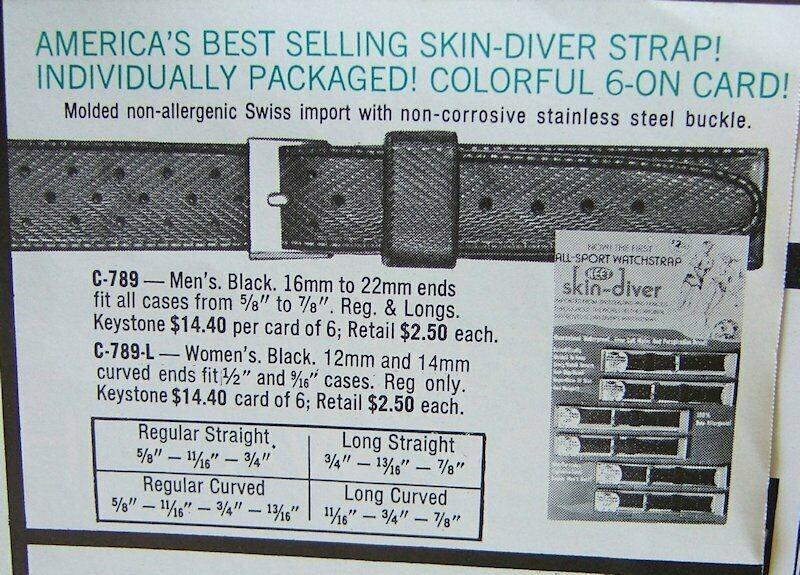 AMERICA'S BEST SELLING SKIN-DIVER STRAP!
INDIVIDUALLY PACKAGED! COLORFUL 6-ON CARD!
Molded non-allergenic Swiss import with non-corrosive stainless steel buckle.
C-789 — Men's. Black. 16mm to 22mm ends
fit all cases from 5/8" to 7/8". Reg. & Longs.
Keystone $14.40 per card of 6; Retail $2.50 each.
C-789-L — Women's. Black. 12mm and 14mm
curved ends fit 1/2" and 9/16" cases. Reg only.
Keystone $14.40 card of 6; Retail $2.50 each.
Regular Straight.
5/8" — 11/16" — 3/4"
Long Straight
3/4" — 13/16" — 7/8"
Regular Curved
5/8" — 11/16" — 3/4" — 13/16"
Long Curved
11/16" — 3/4" — 7/8"
NOW! THE FIRST
ALL-SPORT WATCHSTRAP
skin-diver